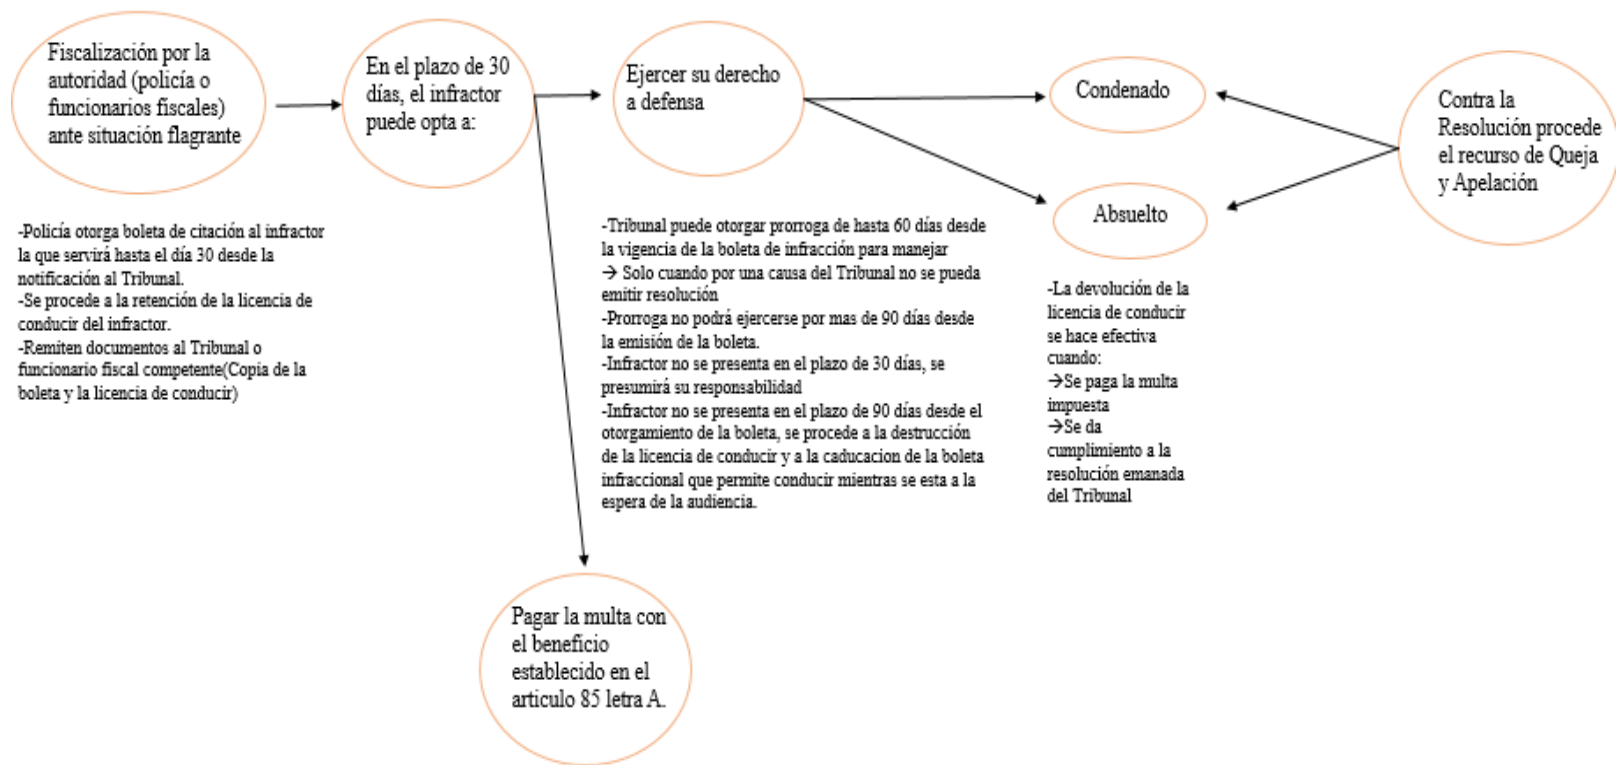 Fiscalización por la
autoridad (policía o
funcionarios fiscales)
ante situación flagrante
En el plazo de 30
días, el infractor
puede opta a:
Ejercer su derecho
a defensa
Condenado
Absuelto
Contra la
Resolución procede
el recurso de Queja
y Apelación
-Policía otorga boleta de citación al infractor
la que servirá hasta el día 30 desde la
notificación al Tribunal.
-Se procede a la retención de la licencia de
conducir del infractor.
-Remiten documentos al Tribunal o
funcionario fiscal competente(Copia de la
boleta y la licencia de conducir)
-Tribunal puede otorgar prorroga de hasta 60 días desde
la vigencia de la boleta de infracción para manejar
→ Solo cuando por una causa del Tribunal no se pueda
emitir resolución
-Prorroga no podrá ejercerse por mas de 90 días desde
la emisión de la boleta.
-Infractor no se presenta en el plazo de 30 días, se
presumirá su responsabilidad
-Infractor no se presenta en el plazo de 90 días desde el
otorgamiento de la boleta, se procede a la destrucción
de la licencia de conducir y a la caducacion de la boleta
infraccional que permite conducir mientras se esta a la
espera de la audiencia.
-La devolución de la
licencia de conducir
se hace efectiva
cuando:
→Se paga la multa
impuesta
→Se da
cumplimiento a la
resolución emanada
del Tribunal
Pagar la multa con
el beneficio
establecido en el
articulo 85 letra A.